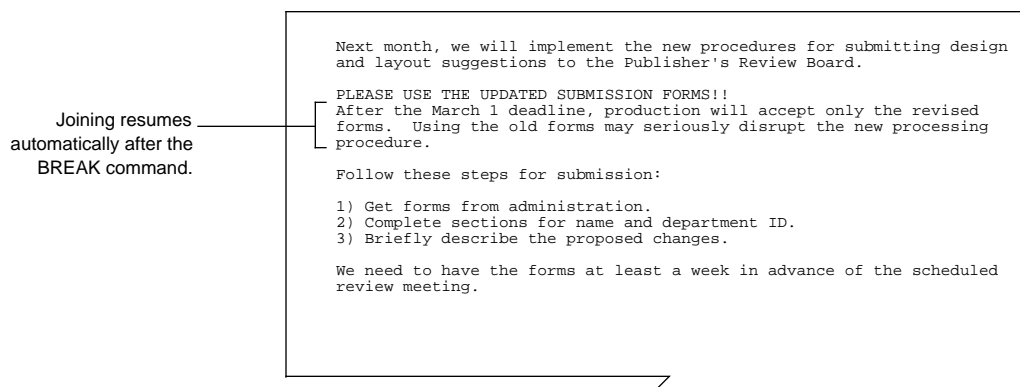 Next month, we will implement the new procedures for submitting design
and layout suggestions to the Publisher's Review Board.
PLEASE USE THE UPDATED SUBMISSION FORMS!!
After the March 1 deadline, production will accept only the revised
forms.  Using the old forms may seriously disrupt the new processing
procedure.
Joining resumes
automatically after the
BREAK command.
Follow these steps for submission:
1) Get forms from administration.
2) Complete sections for name and department ID.
3) Briefly describe the proposed changes.
We need to have the forms at least a week in advance of the scheduled
review meeting.